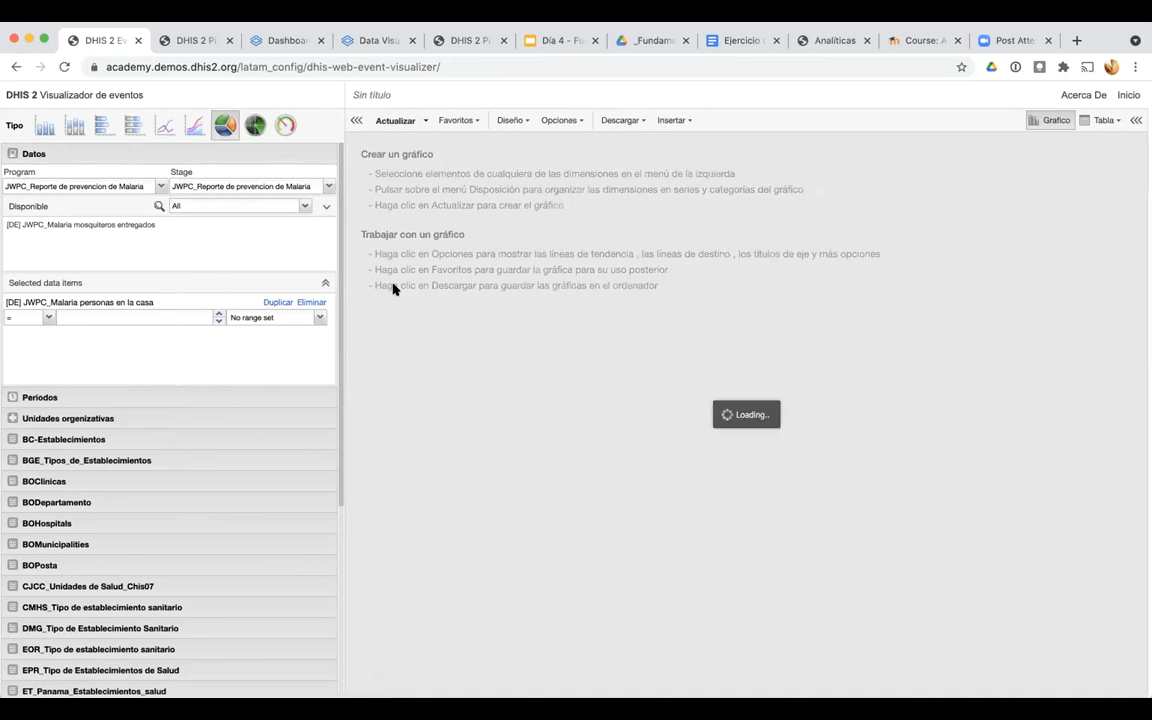 DHIS 2 Ev
DHIS 2 Pi
Dashboa
Data Visu
DHIS 2 Pi
Día 4 - Fu
_Fundam
Ejercicio
Analíticas
Course: A
Post Atte
academy.demos.dhis2.org/latam_config/dhis-web-event-visualizer/
DHIS 2 Visualizador de eventos
Sin título
Acerca De
Inicio
Tipo
Actualizar
Favoritos
Diseño
Opciones
Descargar
Insertar
Grafico
Tabla
Datos
Program
Stage
JWPC_Reporte de prevencion de Malaria
JWPC_Reporte de prevencion de Malaria
Disponible
All
[DE] JWPC_Malaria mosquiteros entregados
Selected data items
[DE] JWPC_Malaria personas en la casa
Duplicar
Eliminar
=
No range set
Periodos
Unidades organizativas
BC-Establecimientos
BGE_Tipos_de_Establecimientos
BOClinicas
BODepartamento
BOHospitals
BOMunicipalities
BOPosta
CJCC_Unidades de Salud_Chis07
CMHS_Tipo de establecimiento sanitario
DMG_Tipo de Establecimiento Sanitario
EOR_Tipo de establecimiento sanitario
EPR_Tipo de Establecimientos de Salud
ET_Panama_Establecimientos_salud
Crear un gráfico
- Seleccione elementos de cualquiera de las dimensiones en el menú de la izquierda
- Pulsar sobre el menú Disposición para organizar las dimensiones en series y categorías del gráfico
- Haga clic en Actualizar para crear el gráfico
Trabajar con un gráfico
- Haga clic en Opciones para mostrar las líneas de tendencia , las líneas de destino , los títulos de eje y más opciones
- Haga clic en Favoritos para guardar la gráfica para su uso posterior
- Haga clic en Descargar para guardar las gráficas en el ordenador
Loading..